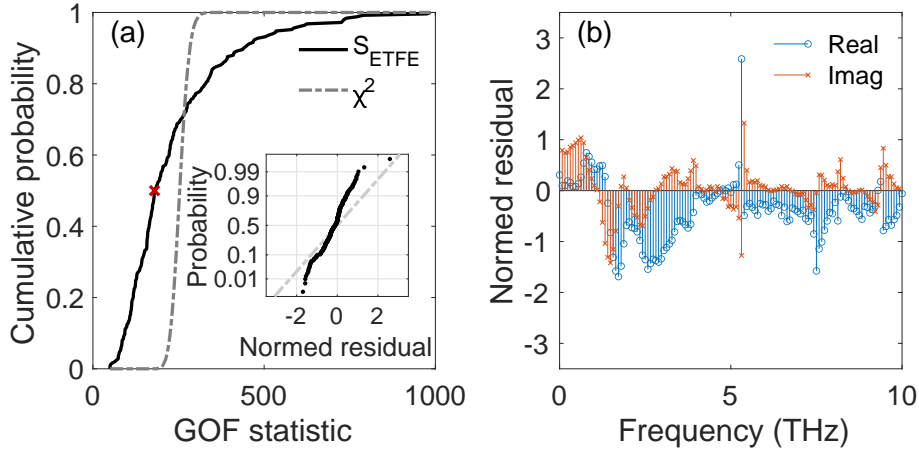 (a)
S_ETFE
χ²
Cumulative probability
1
0.8
0.6
0.4
0.2
0
0
500
1000
GOF statistic
Probability
0.99
0.9
0.5
0.1
0.01
-2
0
2
Normed residual
(b)
Real
Imag
Normed residual
3
2
1
0
-1
-2
-3
0
5
10
Frequency (THz)